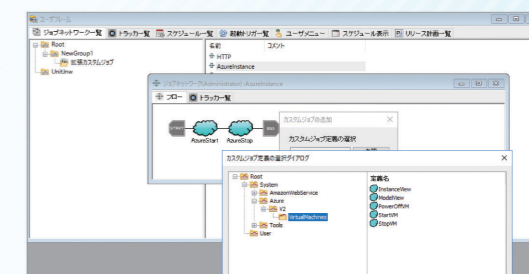 ユーザフレーム
ジョブネットワーク一覧 トラッカー一覧 スケジュール一覧 起動トリガ一覧 ユーザメニュー スケジュール表示 リソース計画一覧
Root
NewGroup1
拡張カスタムジョブ
UnitUnw
名前 コメント
HTTP
AzureInstance
ジョブネットワーク(Administrator):AzureInstance
フロー トラッカ一覧
START
AzureStart
AzureStop
END
カスタムジョブの追加
カスタムジョブ定義の選択
カスタムジョブ定義の選択ダイアログ
Root
System
AmazonWebService
Azure
V2
VirtualMachines
Tools
User
定義名
InstanceView
ModelView
PowerOffVM
StartVM
StopVM